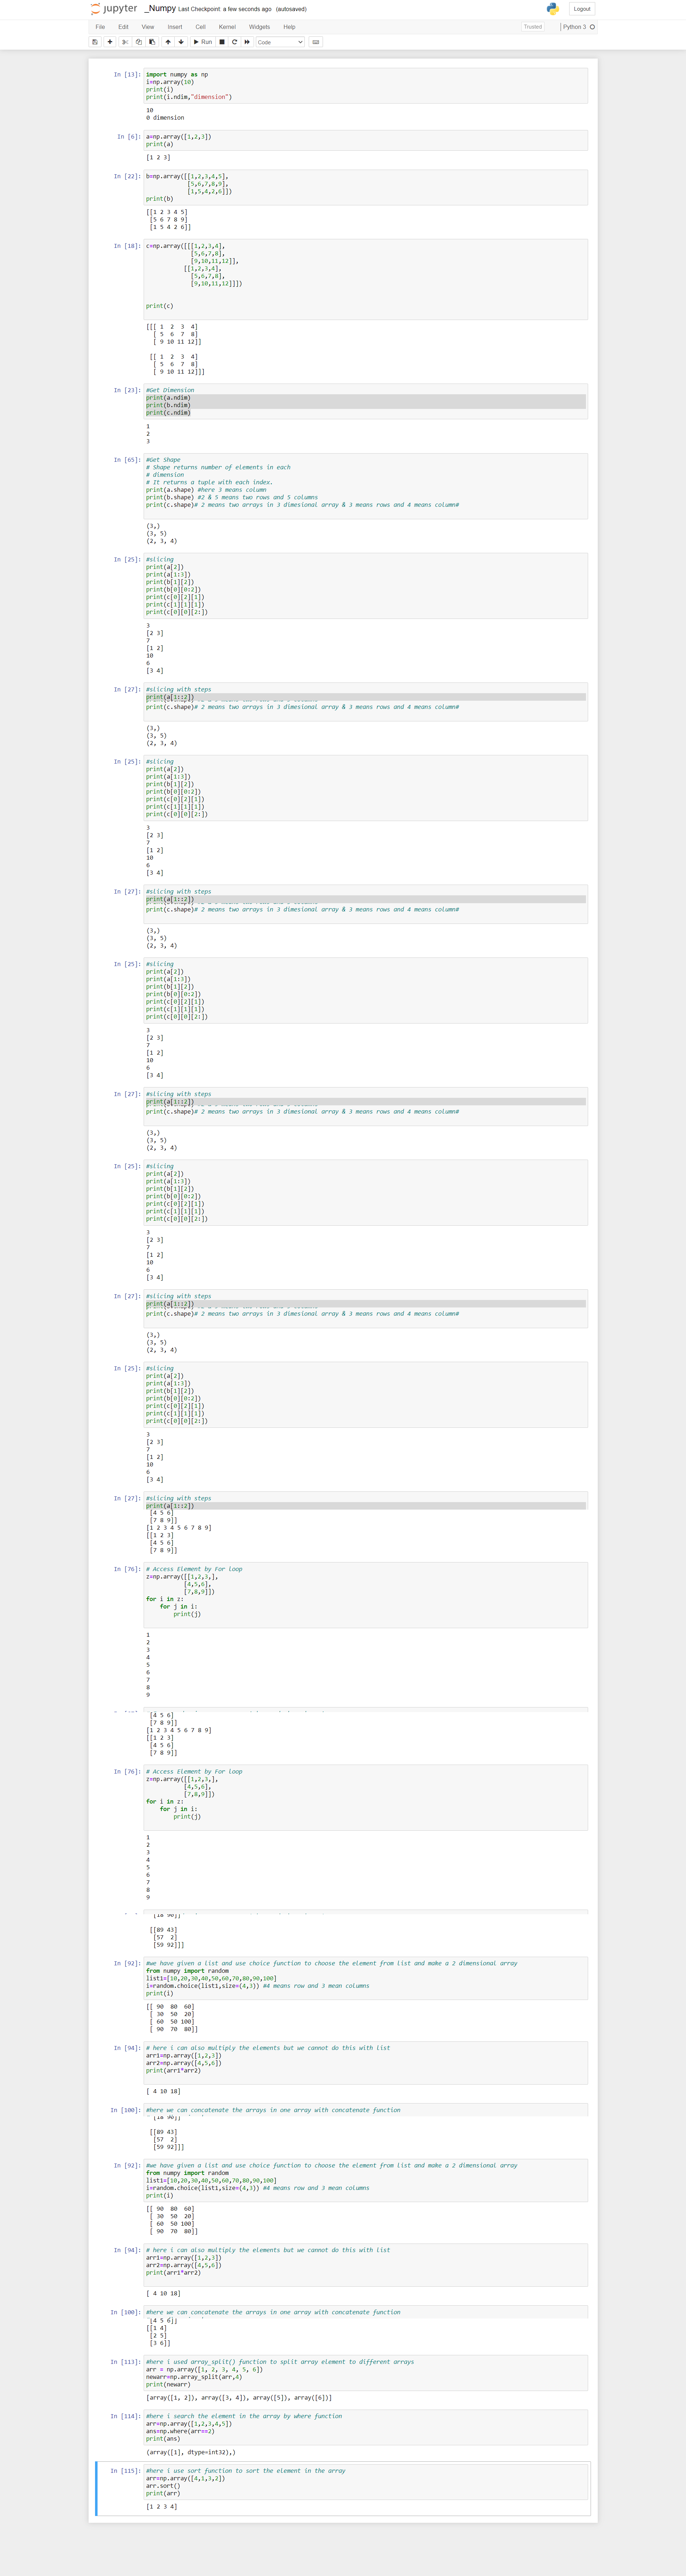 jupyter _Numpy Last Checkpoint: a few seconds ago (autosaved)
Logout
File Edit View Insert Cell Kernel Widgets Help
Trusted
Python 3
Run
Code
In [13]: import numpy as np
i=np.array(10)
print(i)
print(i.ndim,"dimension")
10
0 dimension
In [6]: a=np.array([1,2,3])
print(a)
[1 2 3]
In [22]: b=np.array([[1,2,3,4,5],
[5,6,7,8,9],
[1,5,4,2,6]])
print(b)
[[1 2 3 4 5]
[5 6 7 8 9]
[1 5 4 2 6]]
In [18]: c=np.array([[[1,2,3,4],
[5,6,7,8],
[9,10,11,12]],
[[1,2,3,4],
[5,6,7,8],
[9,10,11,12]]])
print(c)
[[[ 1 2 3 4]
[ 5 6 7 8]
[ 9 10 11 12]]
[[ 1 2 3 4]
[ 5 6 7 8]
[ 9 10 11 12]]]
In [23]: #Get Dimension
print(a.ndim)
print(b.ndim)
print(c.ndim)
1
2
3
In [65]: #Get Shape
# Shape returns number of elements in each
# dimension
# It returns a tuple with each index.
print(a.shape) #here 3 means column
print(b.shape) #2 & 5 means two rows and 5 columns
print(c.shape)# 2 means two arrays in 3 dimesional array & 3 means rows and 4 means column#
(3,)
(3, 5)
(2, 3, 4)
In [25]: #slicing
print(a[2])
print(a[1:3])
print(b[1][2])
print(b[0][0:2])
print(c[0][2][1])
print(c[1][1][1])
print(c[0][0][2:])
3
[2 3]
7
[1 2]
10
6
[3 4]
In [27]: #slicing with steps
print(a[1::2])
print(c.shape)# 2 means two arrays in 3 dimesional array & 3 means rows and 4 means column#
(3,)
(3, 5)
(2, 3, 4)
In [25]: #slicing
print(a[2])
print(a[1:3])
print(b[1][2])
print(b[0][0:2])
print(c[0][2][1])
print(c[1][1][1])
print(c[0][0][2:])
3
[2 3]
7
[1 2]
10
6
[3 4]
In [27]: #slicing with steps
print(a[1::2])
print(c.shape)# 2 means two arrays in 3 dimesional array & 3 means rows and 4 means column#
(3,)
(3, 5)
(2, 3, 4)
In [25]: #slicing
print(a[2])
print(a[1:3])
print(b[1][2])
print(b[0][0:2])
print(c[0][2][1])
print(c[1][1][1])
print(c[0][0][2:])
3
[2 3]
7
[1 2]
10
6
[3 4]
In [27]: #slicing with steps
print(a[1::2])
print(c.shape)# 2 means two arrays in 3 dimesional array & 3 means rows and 4 means column#
(3,)
(3, 5)
(2, 3, 4)
In [25]: #slicing
print(a[2])
print(a[1:3])
print(b[1][2])
print(b[0][0:2])
print(c[0][2][1])
print(c[1][1][1])
print(c[0][0][2:])
3
[2 3]
7
[1 2]
10
6
[3 4]
In [27]: #slicing with steps
print(a[1::2])
print(c.shape)# 2 means two arrays in 3 dimesional array & 3 means rows and 4 means column#
(3,)
(3, 5)
(2, 3, 4)
In [25]: #slicing
print(a[2])
print(a[1:3])
print(b[1][2])
print(b[0][0:2])
print(c[0][2][1])
print(c[1][1][1])
print(c[0][0][2:])
3
[2 3]
7
[1 2]
10
6
[3 4]
In [27]: #slicing with steps
print(a[1::2])
[4 5 6]
[7 8 9]]
[1 2 3 4 5 6 7 8 9]
[[1 2 3]
[4 5 6]
[7 8 9]]
In [76]: # Access Element by For loop
z=np.array([[1,2,3,],
[4,5,6],
[7,8,9]])
for i in z:
for j in i:
print(j)
1
2
3
4
5
6
7
8
9
[4 5 6]
[7 8 9]]
[1 2 3 4 5 6 7 8 9]
[[1 2 3]
[4 5 6]
[7 8 9]]
In [76]: # Access Element by For loop
z=np.array([[1,2,3,],
[4,5,6],
[7,8,9]])
for i in z:
for j in i:
print(j)
1
2
3
4
5
6
7
8
9
[18 90]]
[[89 43]
[57 2]
[59 92]]]
In [92]: #we have given a list and use choice function to choose the element from list and make a 2 dimensional array
from numpy import random
list1=[10,20,30,40,50,60,70,80,90,100]
i=random.choice(list1,size=(4,3)) #4 means row and 3 mean columns
print(i)
[[ 90 80 60]
[ 30 50 20]
[ 60 50 100]
[ 90 70 80]]
In [94]: # here i can also multiply the elements but we cannot do this with list
arr1=np.array([1,2,3])
arr2=np.array([4,5,6])
print(arr1*arr2)
[ 4 10 18]
In [100]: #here we can concatenate the arrays in one array with concatenate function
[18 90]]
[[89 43]
[57 2]
[59 92]]]
In [92]: #we have given a list and use choice function to choose the element from list and make a 2 dimensional array
from numpy import random
list1=[10,20,30,40,50,60,70,80,90,100]
i=random.choice(list1,size=(4,3)) #4 means row and 3 mean columns
print(i)
[[ 90 80 60]
[ 30 50 20]
[ 60 50 100]
[ 90 70 80]]
In [94]: # here i can also multiply the elements but we cannot do this with list
arr1=np.array([1,2,3])
arr2=np.array([4,5,6])
print(arr1*arr2)
[ 4 10 18]
In [100]: #here we can concatenate the arrays in one array with concatenate function
[4 5 6]]
[[1 4]
[2 5]
[3 6]]
In [113]: #here i used array_split() function to split array element to different arrays
arr = np.array([1, 2, 3, 4, 5, 6])
newarr=np.array_split(arr,4)
print(newarr)
[array([1, 2]), array([3, 4]), array([5]), array([6])]
In [114]: #here i search the element in the array by where function
arr=np.array([1,2,3,4,5])
ans=np.where(arr==2)
print(ans)
(array([1], dtype=int32),)
In [115]: #here i use sort function to sort the element in the array
arr=np.array([4,1,3,2])
arr.sort()
print(arr)
[1 2 3 4]